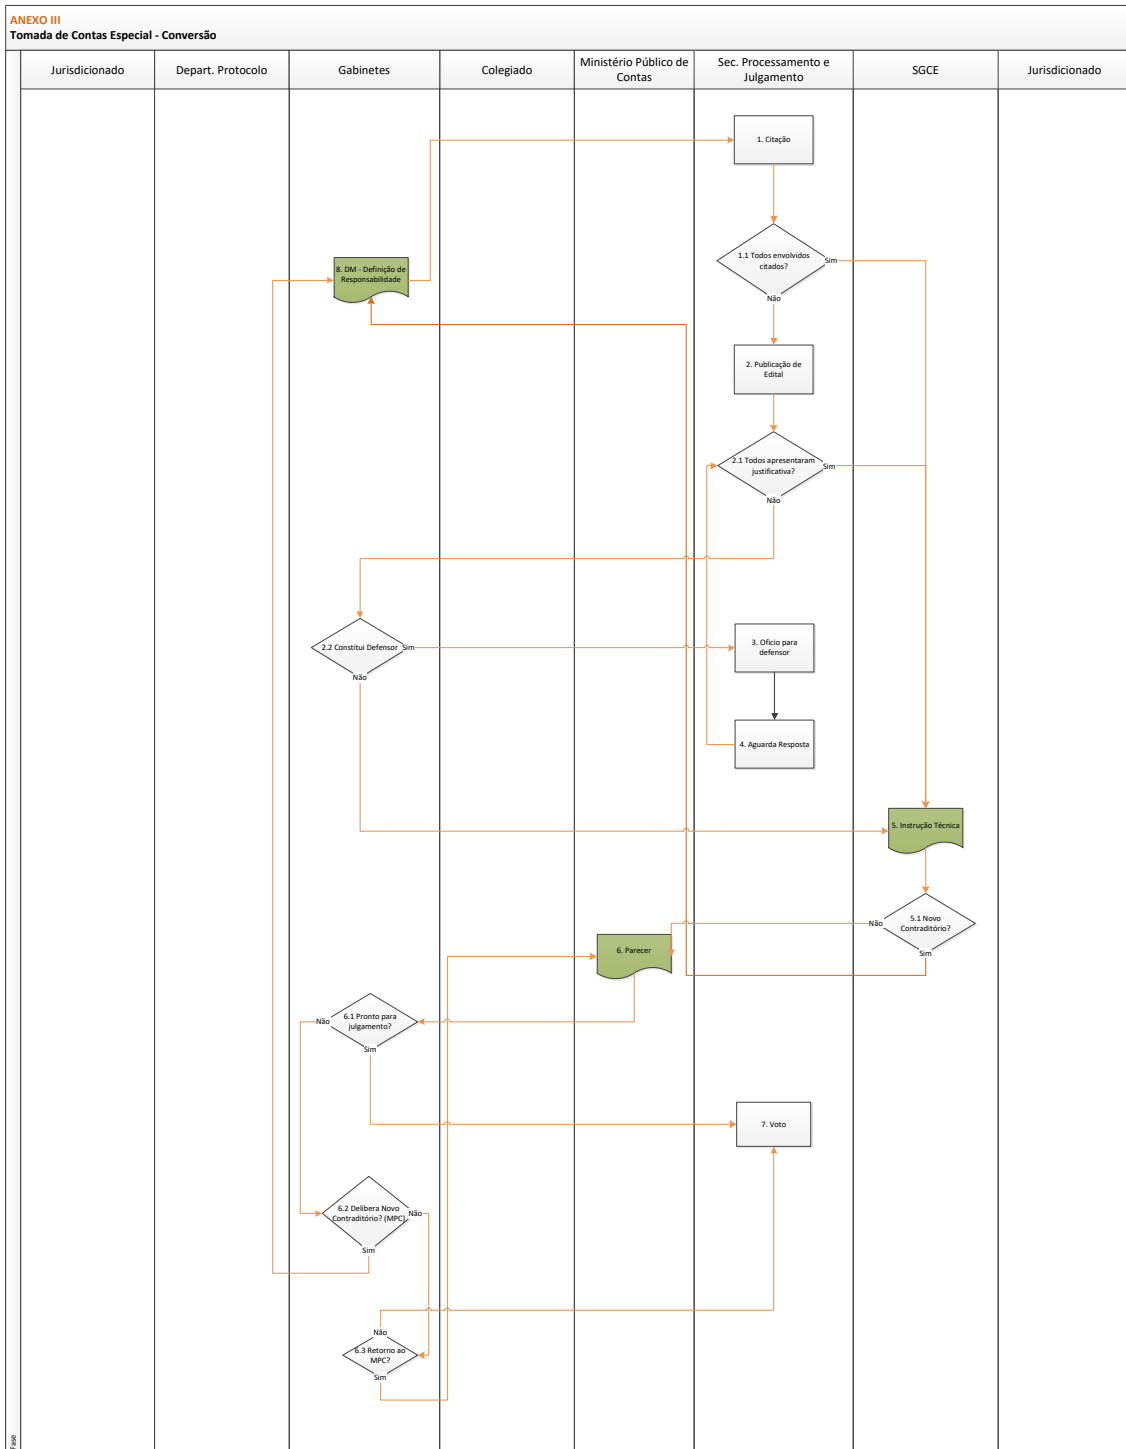 ANEXO III
Tomada de Contas Especial - Conversão
Jurisdicionado
Depart. Protocolo
Gabinetes
Colegiado
Ministério Público de
Contas
Sec. Processamento e
Julgamento
SGCE
Jurisdicionado
1. Citação
1.1 Todos envolvidos
citados?
Sim
Não
8. DM - Definição de
Responsabilidade
2. Publicação de
Edital
2.1 Todos apresentaram
justificativa?
Sim
Não
2.2 Constitui Defensor
Sim
Não
3. Oficio para
defensor
4. Aguarda Resposta
5. Instrução Técnica
5.1 Novo
Contraditório?
Não
Sim
6. Parecer
6.1 Pronto para
julgamento?
Não
Sim
7. Voto
6.2 Delibera Novo
Contraditório? (MPC)
Não
Sim
Não
6.3 Retorno ao
MPC?
Sim
Fase